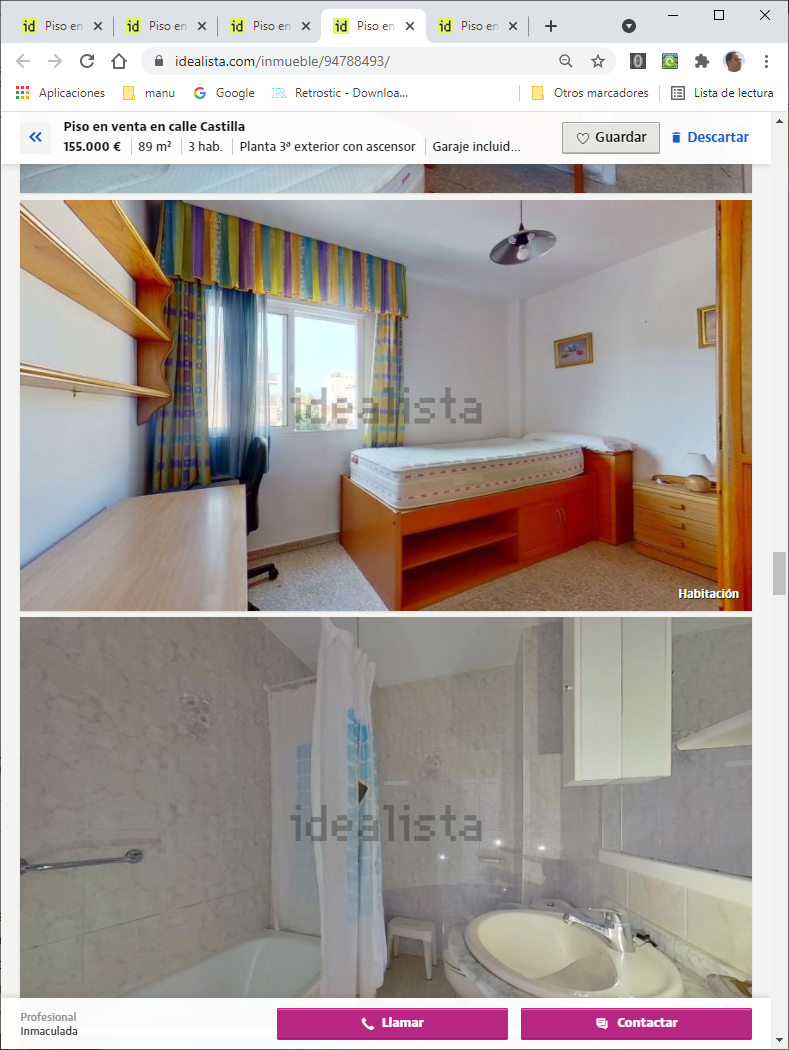 id Piso en
id Piso en
id Piso en
id Piso en
id Piso en
idealista.com/inmueble/94788493/
Aplicaciones
manu
Google
Retrostic - Downloa...
Otros marcadores
Lista de lectura
Piso en venta en calle Castilla
155.000 € 89 m² 3 hab. Planta 3ª exterior con ascensor Garaje incluid...
Guardar
Descartar
idealista
Habitación
idealista
Profesional
Inmaculada
Llamar
Contactar